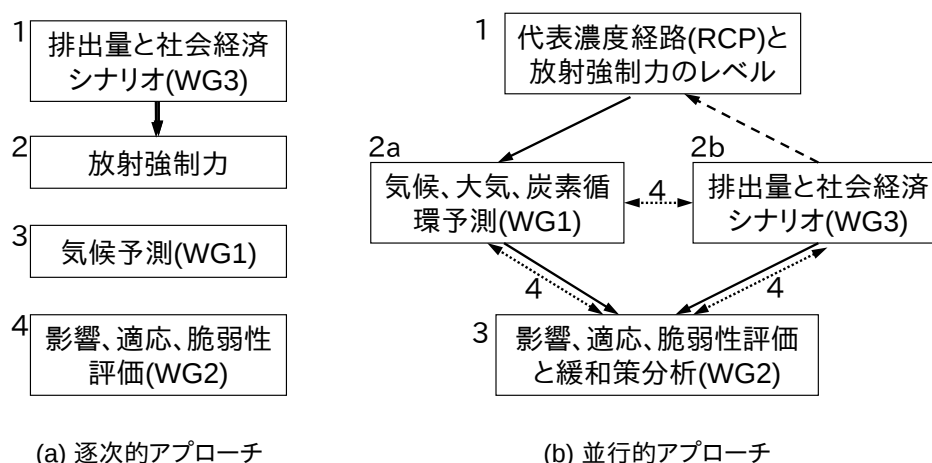 1
排出量と社会経済
シナリオ(WG3)
2
放射強制力
3
気候予測(WG1)
4
影響、適応、脆弱性
評価(WG2)
(a) 逐次的アプローチ
1
代表濃度経路(RCP)と
放射強制力のレベル
2a
気候、大気、炭素循
環予測(WG1)
4
2b
排出量と社会経済
シナリオ(WG3)
4
4
3
影響、適応、脆弱性評価
と緩和策分析(WG2)
(b) 並行的アプローチ